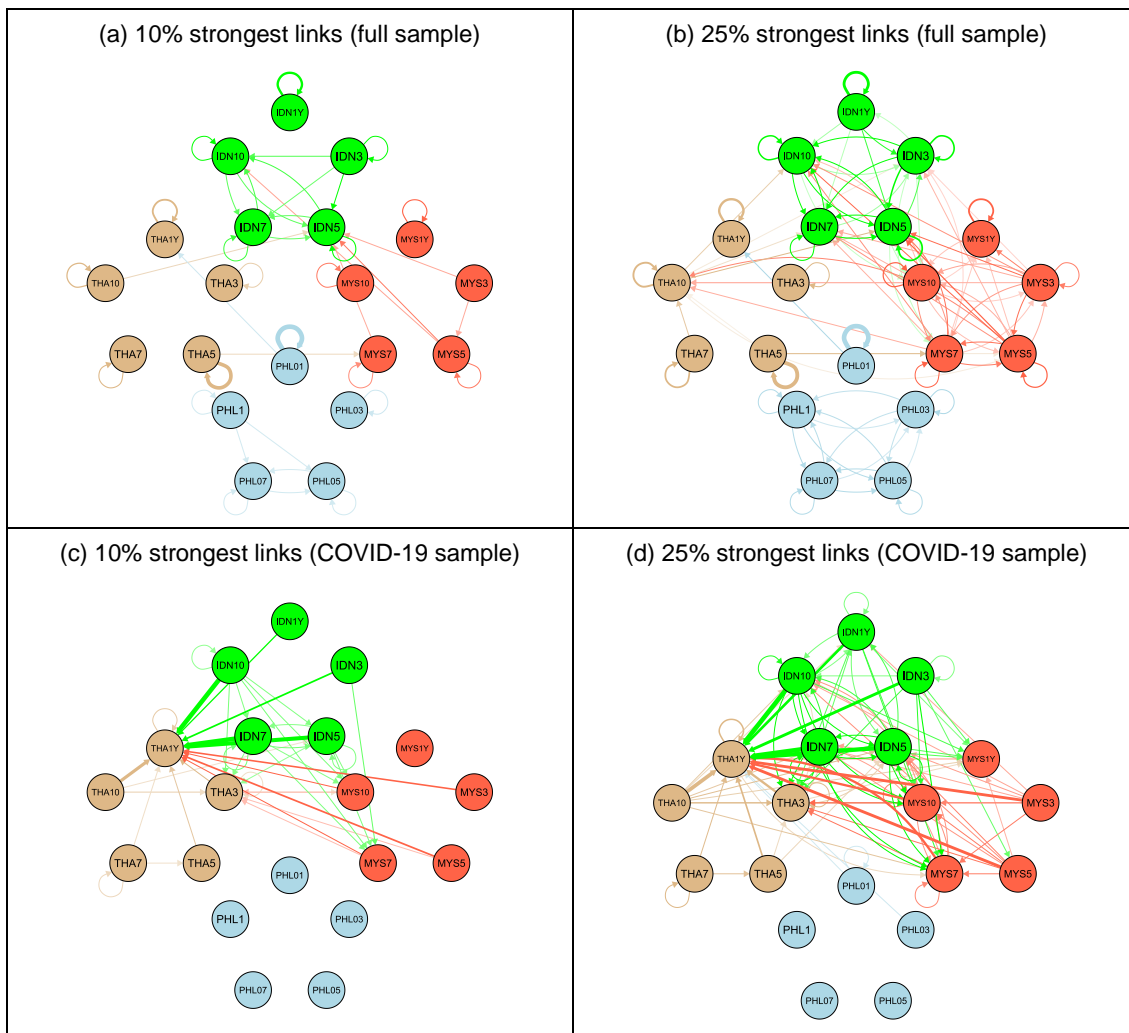 (a) 10% strongest links (full sample)
IDN1Y
IDN10
IDN3
IDN7
IDN5
THA1Y
MYS1Y
THA10
THA3
MYS10
MYS3
THA7
THA5
PHL01
MYS7
MYS5
PHL1
PHL03
PHL07
PHL05
(b) 25% strongest links (full sample)
IDN1Y
IDN10
IDN3
IDN7
IDN5
THA1Y
MYS1Y
THA10
THA3
MYS10
MYS3
THA7
THA5
PHL01
MYS7
MYS5
PHL1
PHL03
PHL07
PHL05
(c) 10% strongest links (COVID-19 sample)
IDN1Y
IDN10
IDN3
IDN7
IDN5
THA1Y
MYS1Y
THA10
THA3
MYS10
MYS3
THA7
THA5
PHL01
MYS7
MYS5
PHL1
PHL03
PHL07
PHL05
(d) 25% strongest links (COVID-19 sample)
IDN1Y
IDN10
IDN3
IDN7
IDN5
THA1Y
MYS1Y
THA10
THA3
MYS10
MYS3
THA7
THA5
PHL01
MYS7
MYS5
PHL1
PHL03
PHL07
PHL05